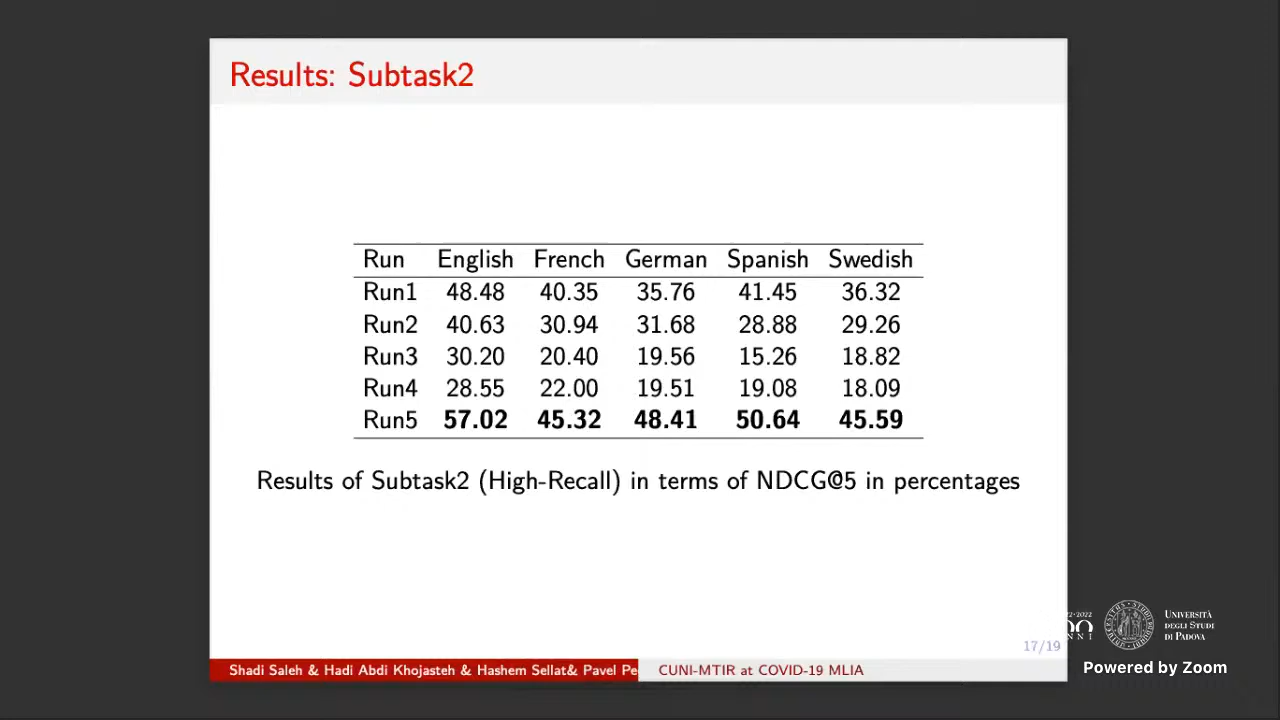 Results: Subtask2
Run English French German Spanish Swedish
Run1 48.48 40.35 35.76 41.45 36.32
Run2 40.63 30.94 31.68 28.88 29.26
Run3 30.20 20.40 19.56 15.26 18.82
Run4 28.55 22.00 19.51 19.08 18.09
Run5 57.02 45.32 48.41 50.64 45.59
Results of Subtask2 (High-Recall) in terms of NDCG@5 in percentages
17/19
Shadi Saleh & Hadi Abdi Khojasteh & Hashem Sellat& Pavel Pe
CUNI-MTIR at COVID-19 MLIA
UNIVERSITÀ
DEGLI STUDI
DI PADOVA
Powered by Zoom